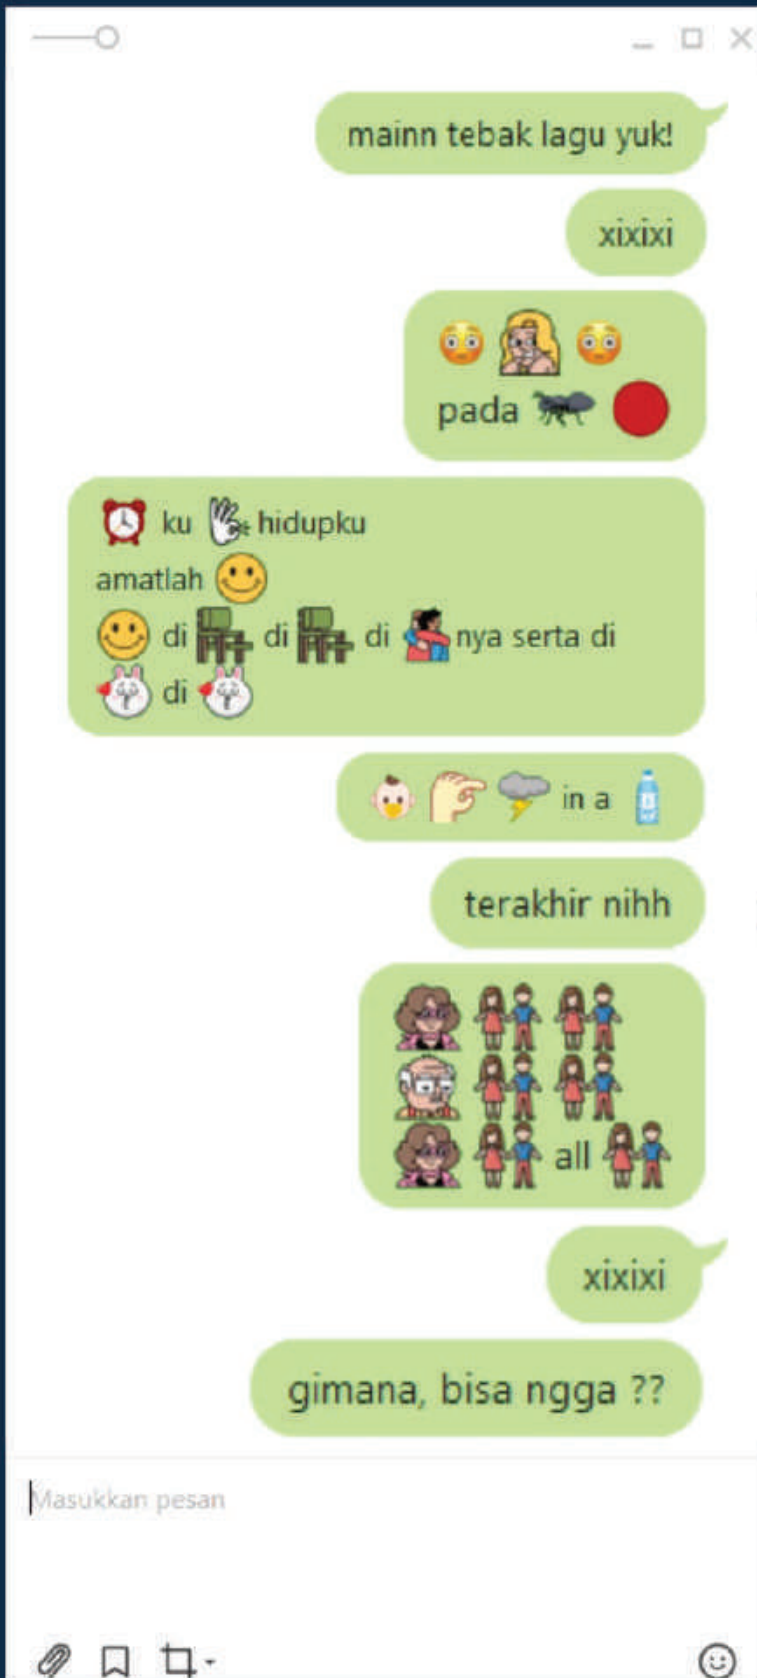 mainn tebak lagu yuk!
xixixi
😳 👱‍♀️ 😳
pada 🐜 🔴
⏰ ku 👌 hidupku
amatlah 🙂
🙂 di di di nya serta di
di
👶 🤏 🌩️ in a
terakhir nihh
👵 👫 👫
👴 👫 👫
👵 👫 all 👫
xixixi
gimana, bisa ngga ??
Masukkan pesan